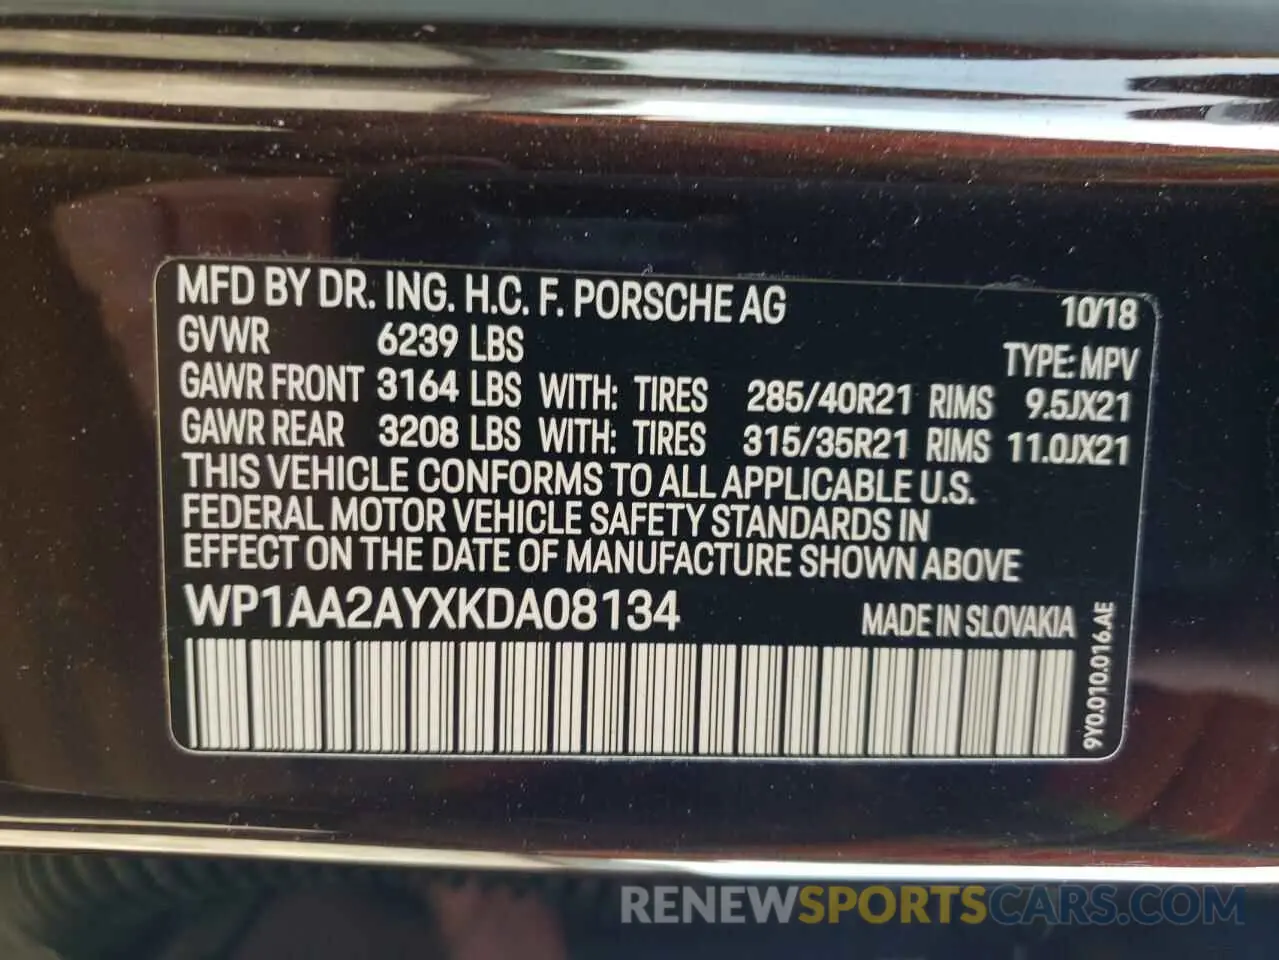 MFD BY DR. ING. H.C. F. PORSCHE AG 10/18
GVWR 6239 LBS TYPE: MPV
GAWR FRONT 3164 LBS WITH: TIRES 285/40R21 RIMS 9.5JX21
GAWR REAR 3208 LBS WITH: TIRES 315/35R21 RIMS 11.0JX21
THIS VEHICLE CONFORMS TO ALL APPLICABLE U.S.
FEDERAL MOTOR VEHICLE SAFETY STANDARDS IN
EFFECT ON THE DATE OF MANUFACTURE SHOWN ABOVE
WP1AA2AYXKDA08134 MADE IN SLOVAKIA
9Y0.010.016.AE
RENEWSPORTSCARS.COM